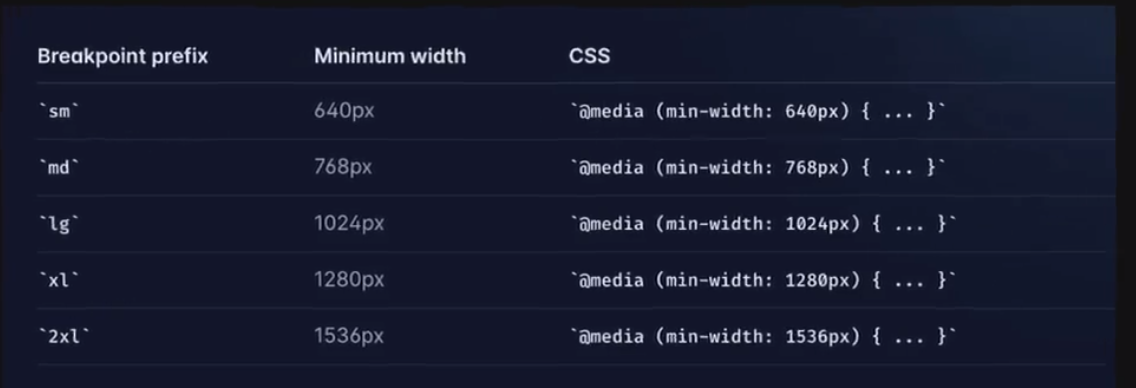 Breakpoint prefix Minimum width CSS
`sm` 640px `@media (min-width: 640px) { ... }`
`md` 768px `@media (min-width: 768px) { ... }`
`lg` 1024px `@media (min-width: 1024px) { ... }`
`xl` 1280px `@media (min-width: 1280px) { ... }`
`2xl` 1536px `@media (min-width: 1536px) { ... }`